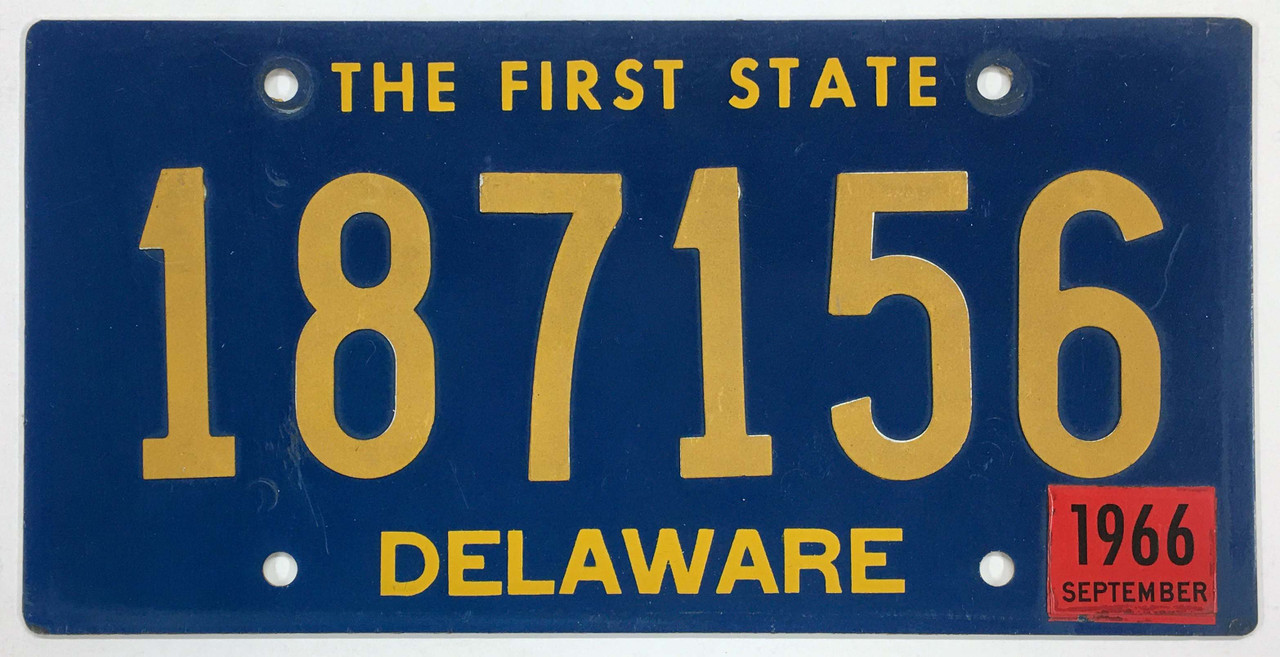 THE FIRST STATE
187156
DELAWARE
1966
SEPTEMBER